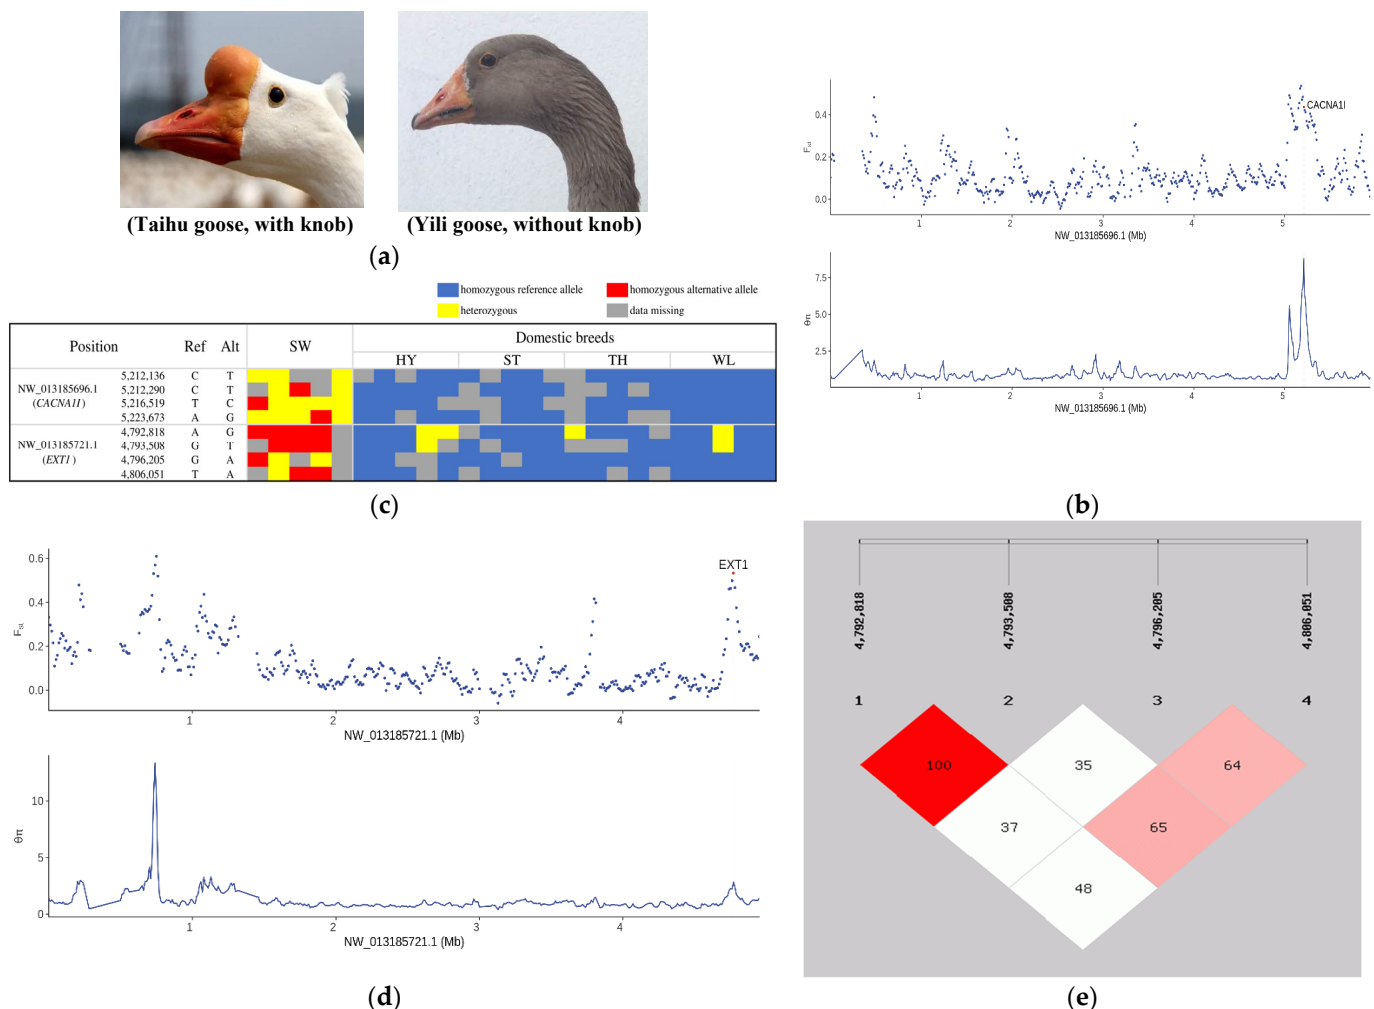 (Taihu goose, with knob)
(Yili goose, without knob)
(a)
0.4
0.2
0.0
Fst
CACNA1I
1
2
3
4
5
NW_013185696.1 (Mb)
7.5
5.0
2.5
θπ
1
2
3
4
5
NW_013185696.1 (Mb)
(b)
homozygous reference allele
homozygous alternative allele
heterozygous
data missing
Position Ref Alt SW Domestic breeds
HY ST TH WL
NW_013185696.1
(CACNA1I)
5,212,136 C T
5,212,290 C T
5,216,519 T C
5,223,673 A G
NW_013185721.1
(EXT1)
4,792,818 A G
4,793,508 G T
4,796,205 G A
4,806,051 T A
(c)
0.6
0.4
0.2
0.0
Fst
EXT1
1
2
3
4
NW_013185721.1 (Mb)
10
5
0
θπ
1
2
3
4
NW_013185721.1 (Mb)
(d)
4,792,818
4,793,508
4,796,205
4,806,051
1 2 3 4
100 35 64
37 65
48
(e)